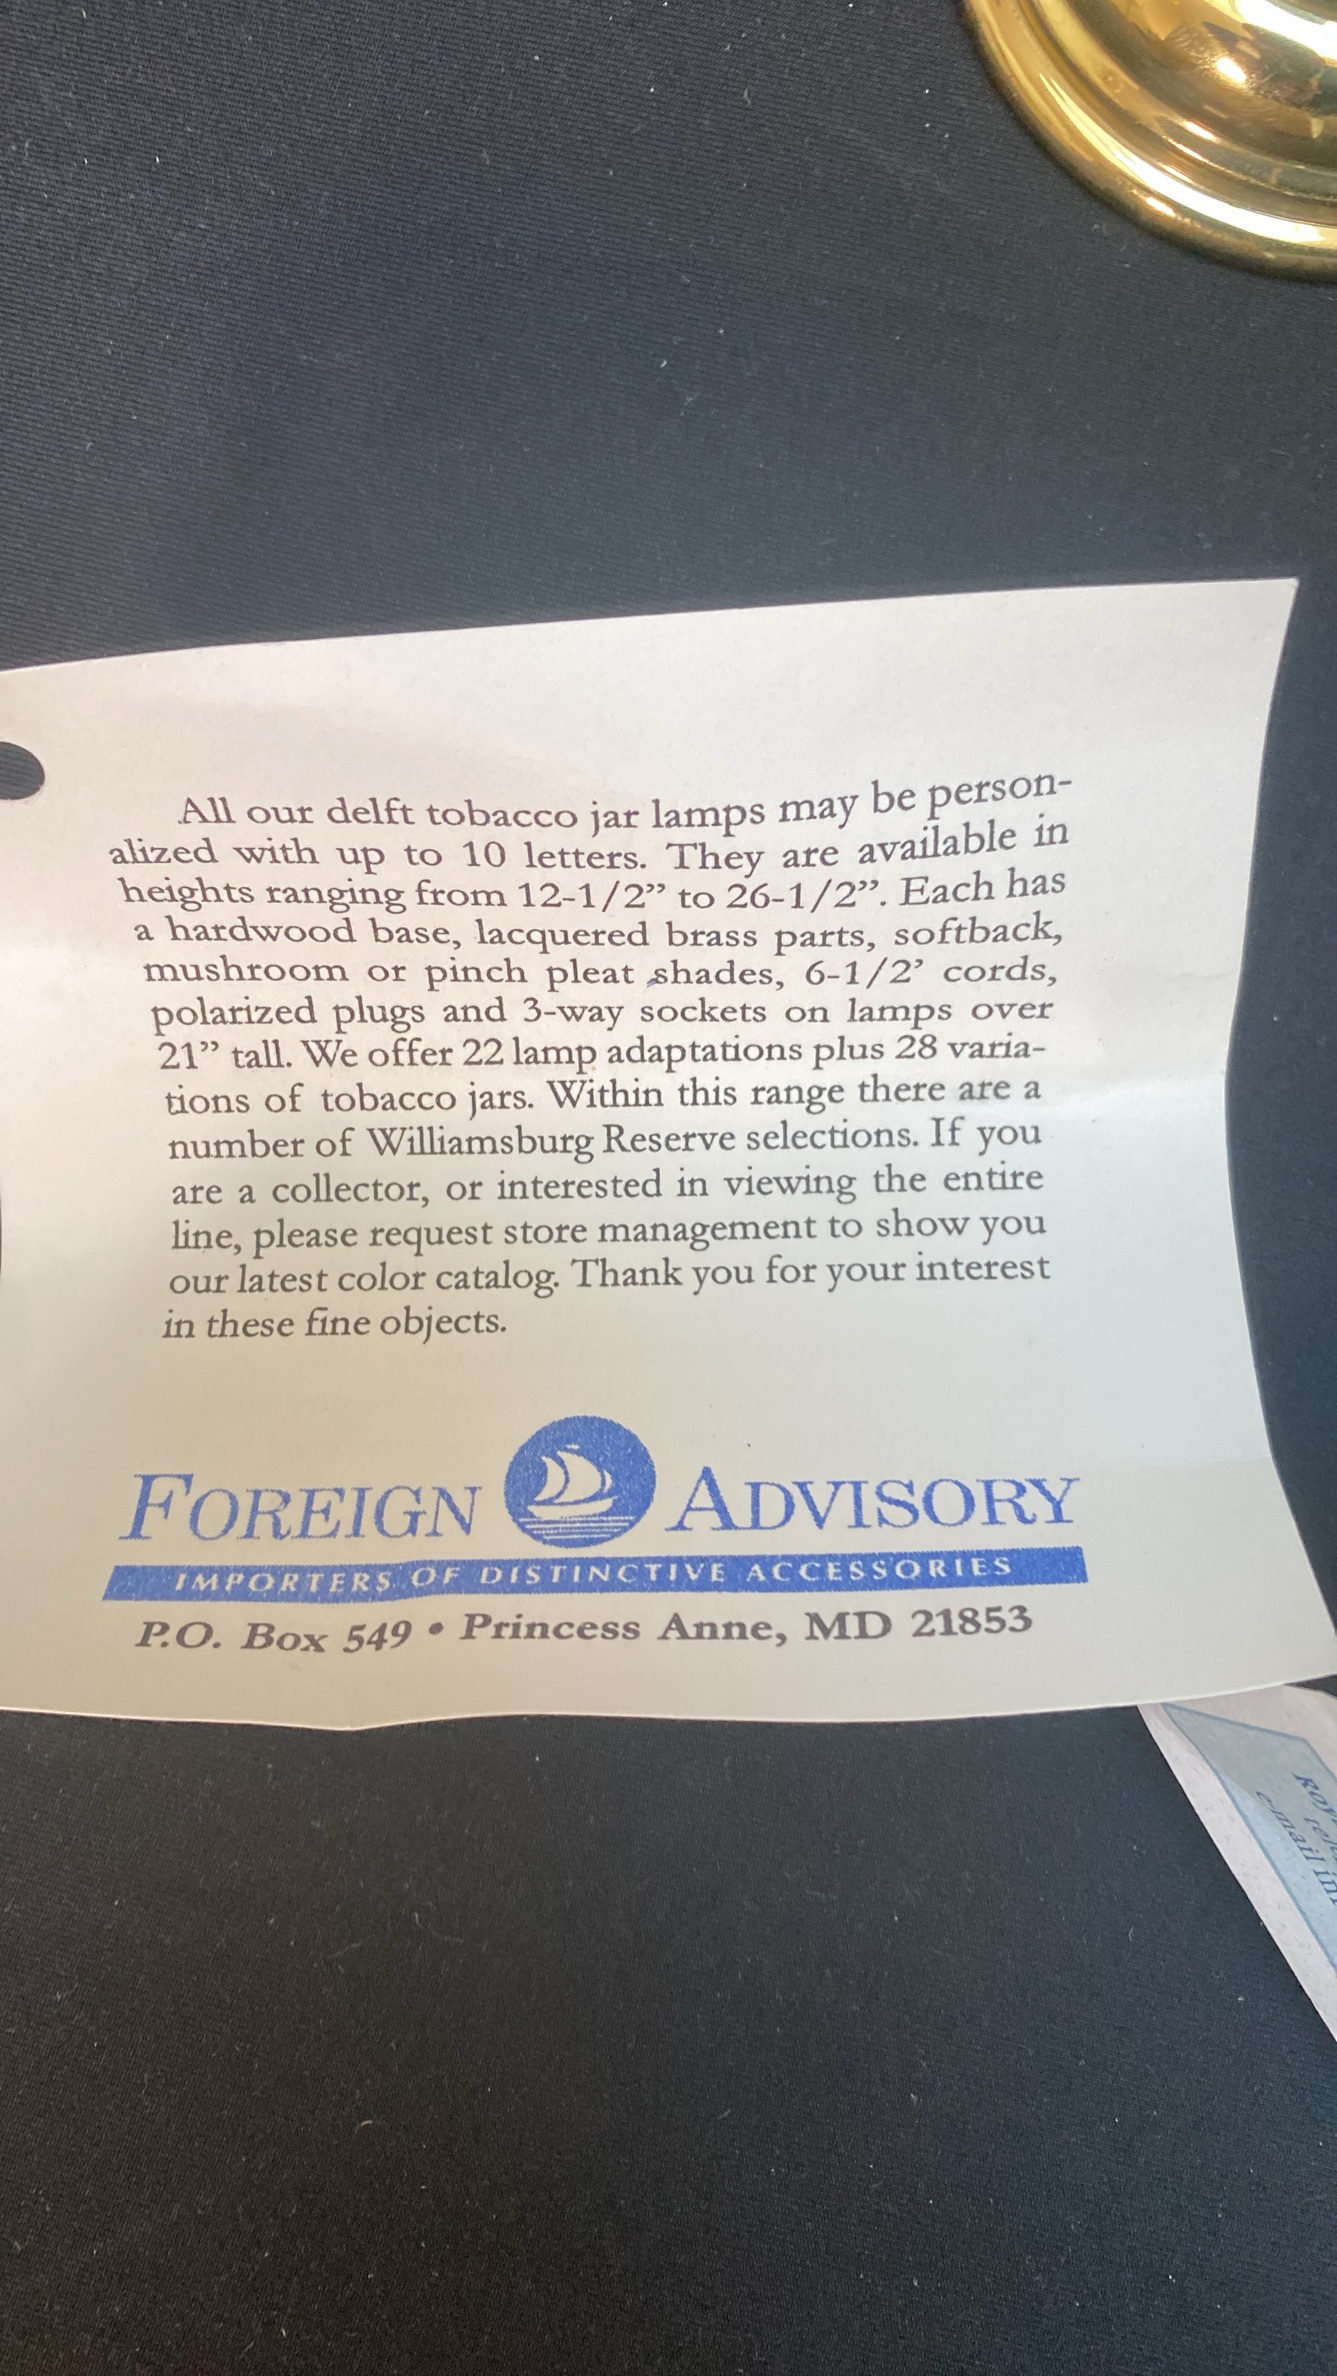 All our delft tobacco jar lamps may be person-
alized with up to 10 letters. They are available in
heights ranging from 12-1/2” to 26-1/2”. Each has
a hardwood base, lacquered brass parts, softback,
mushroom or pinch pleat shades, 6-1/2’ cords,
polarized plugs and 3-way sockets on lamps over
21” tall. We offer 22 lamp adaptations plus 28 varia-
tions of tobacco jars. Within this range there are a
number of Williamsburg Reserve selections. If you
are a collector, or interested in viewing the entire
line, please request store management to show you
our latest color catalog. Thank you for your interest
in these fine objects.
FOREIGN ADVISORY
IMPORTERS OF DISTINCTIVE ACCESSORIES
P.O. Box 549 • Princess Anne, MD 21853
e-mail